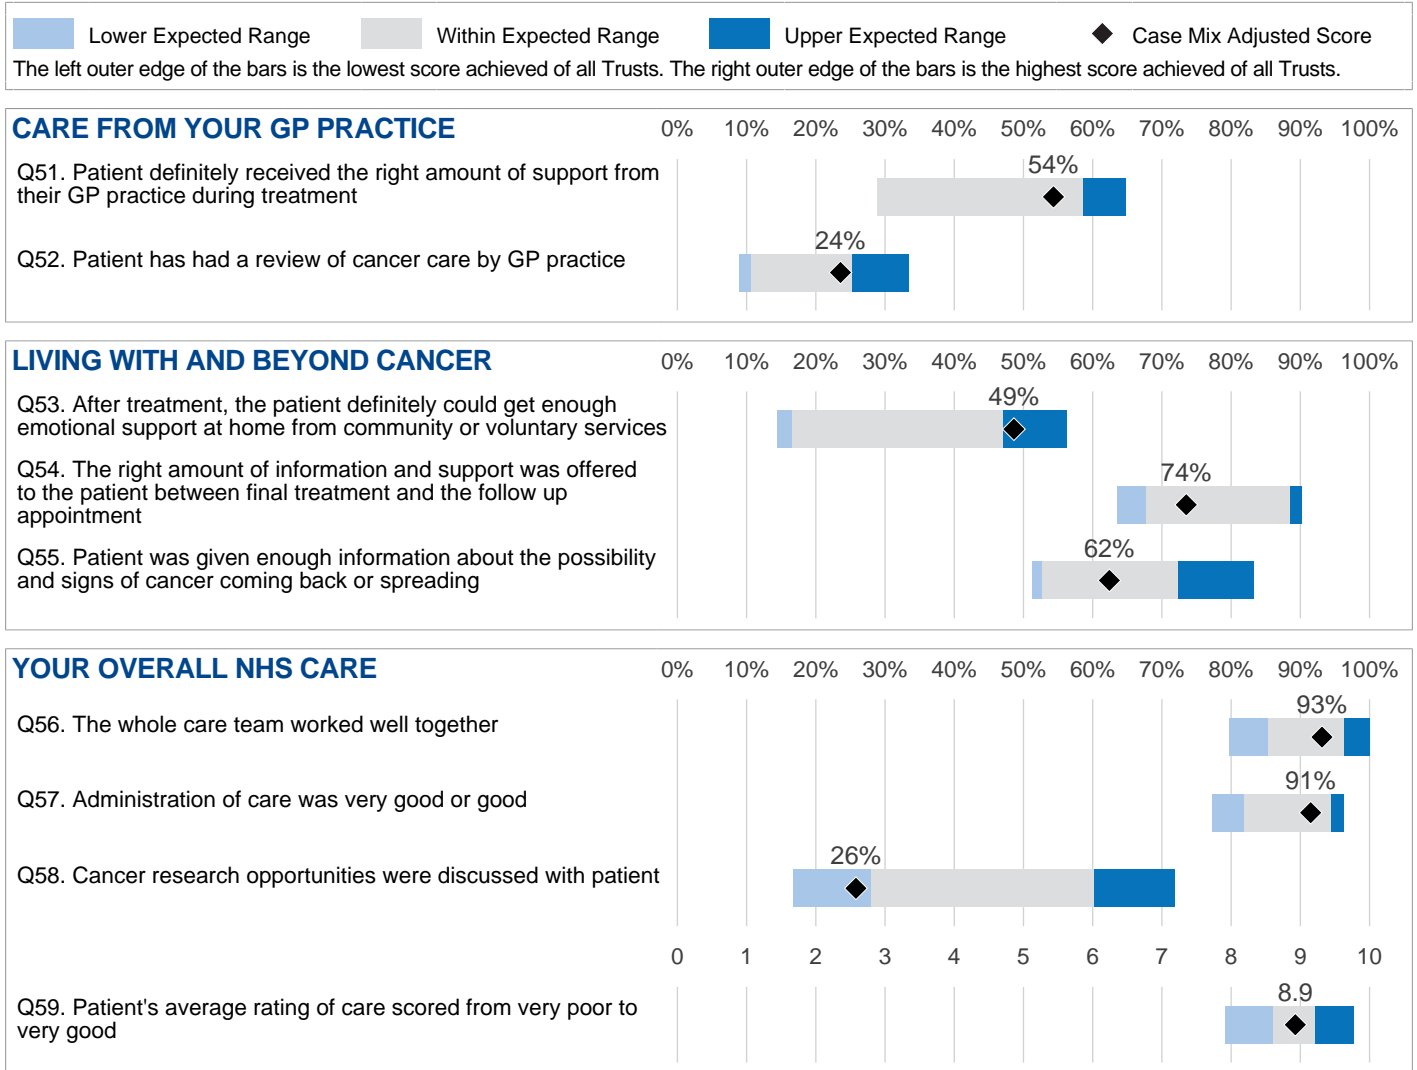 Lower Expected Range Within Expected Range Upper Expected Range Case Mix Adjusted Score
The left outer edge of the bars is the lowest score achieved of all Trusts. The right outer edge of the bars is the highest score achieved of all Trusts.
CARE FROM YOUR GP PRACTICE 0% 10% 20% 30% 40% 50% 60% 70% 80% 90% 100%
54%
Q51. Patient definitely received the right amount of support from
their GP practice during treatment
24%
Q52. Patient has had a review of cancer care by GP practice
LIVING WITH AND BEYOND CANCER 0% 10% 20% 30% 40% 50% 60% 70% 80% 90% 100%
49%
Q53. After treatment, the patient definitely could get enough
emotional support at home from community or voluntary services
74%
Q54. The right amount of information and support was offered
to the patient between final treatment and the follow up
appointment
62%
Q55. Patient was given enough information about the possibility
and signs of cancer coming back or spreading
YOUR OVERALL NHS CARE 0% 10% 20% 30% 40% 50% 60% 70% 80% 90% 100%
93%
Q56. The whole care team worked well together
91%
Q57. Administration of care was very good or good
26%
Q58. Cancer research opportunities were discussed with patient
0 1 2 3 4 5 6 7 8 9 10
8.9
Q59. Patient's average rating of care scored from very poor to
very good